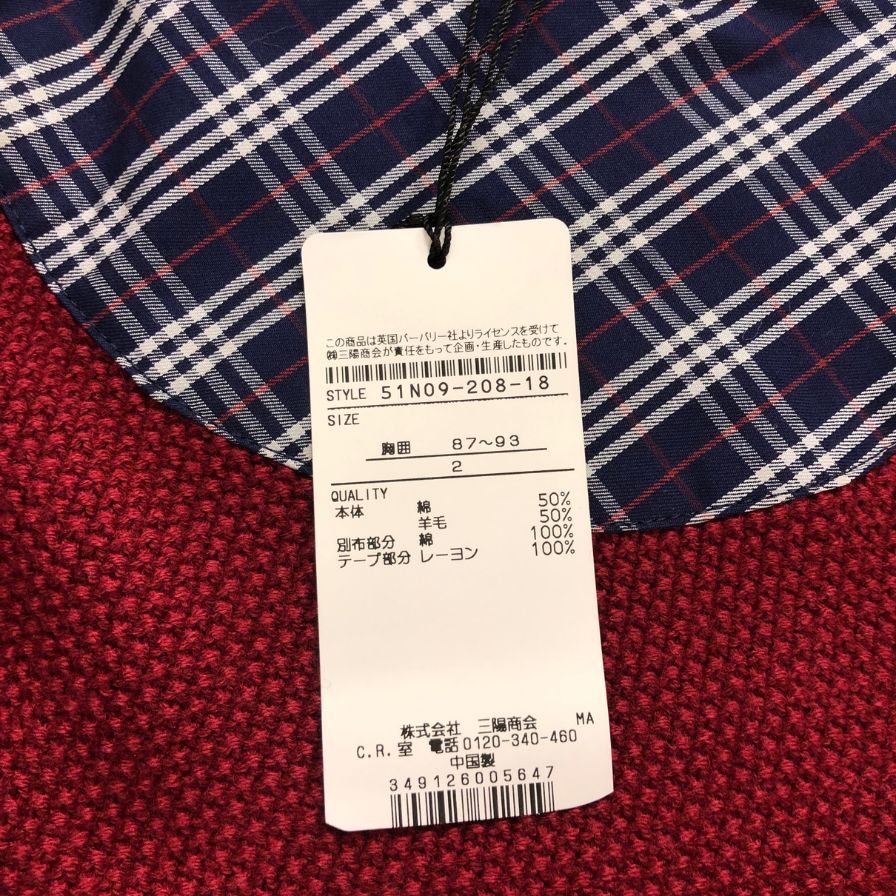 この商品は英国バーバリー社よりライセンスを受けて
㈱三陽商会が責任をもって企画・生産したものです。
STYLE 51N09-208-18
SIZE
胸囲 87～93
2
QUALITY
本体 綿 50%
羊毛 50%
別布部分 綿 100%
テープ部分 レーヨン 100%
株式会社 三陽商会 MA
C.R.室 電話0120-340-460
中国製
3491260005647